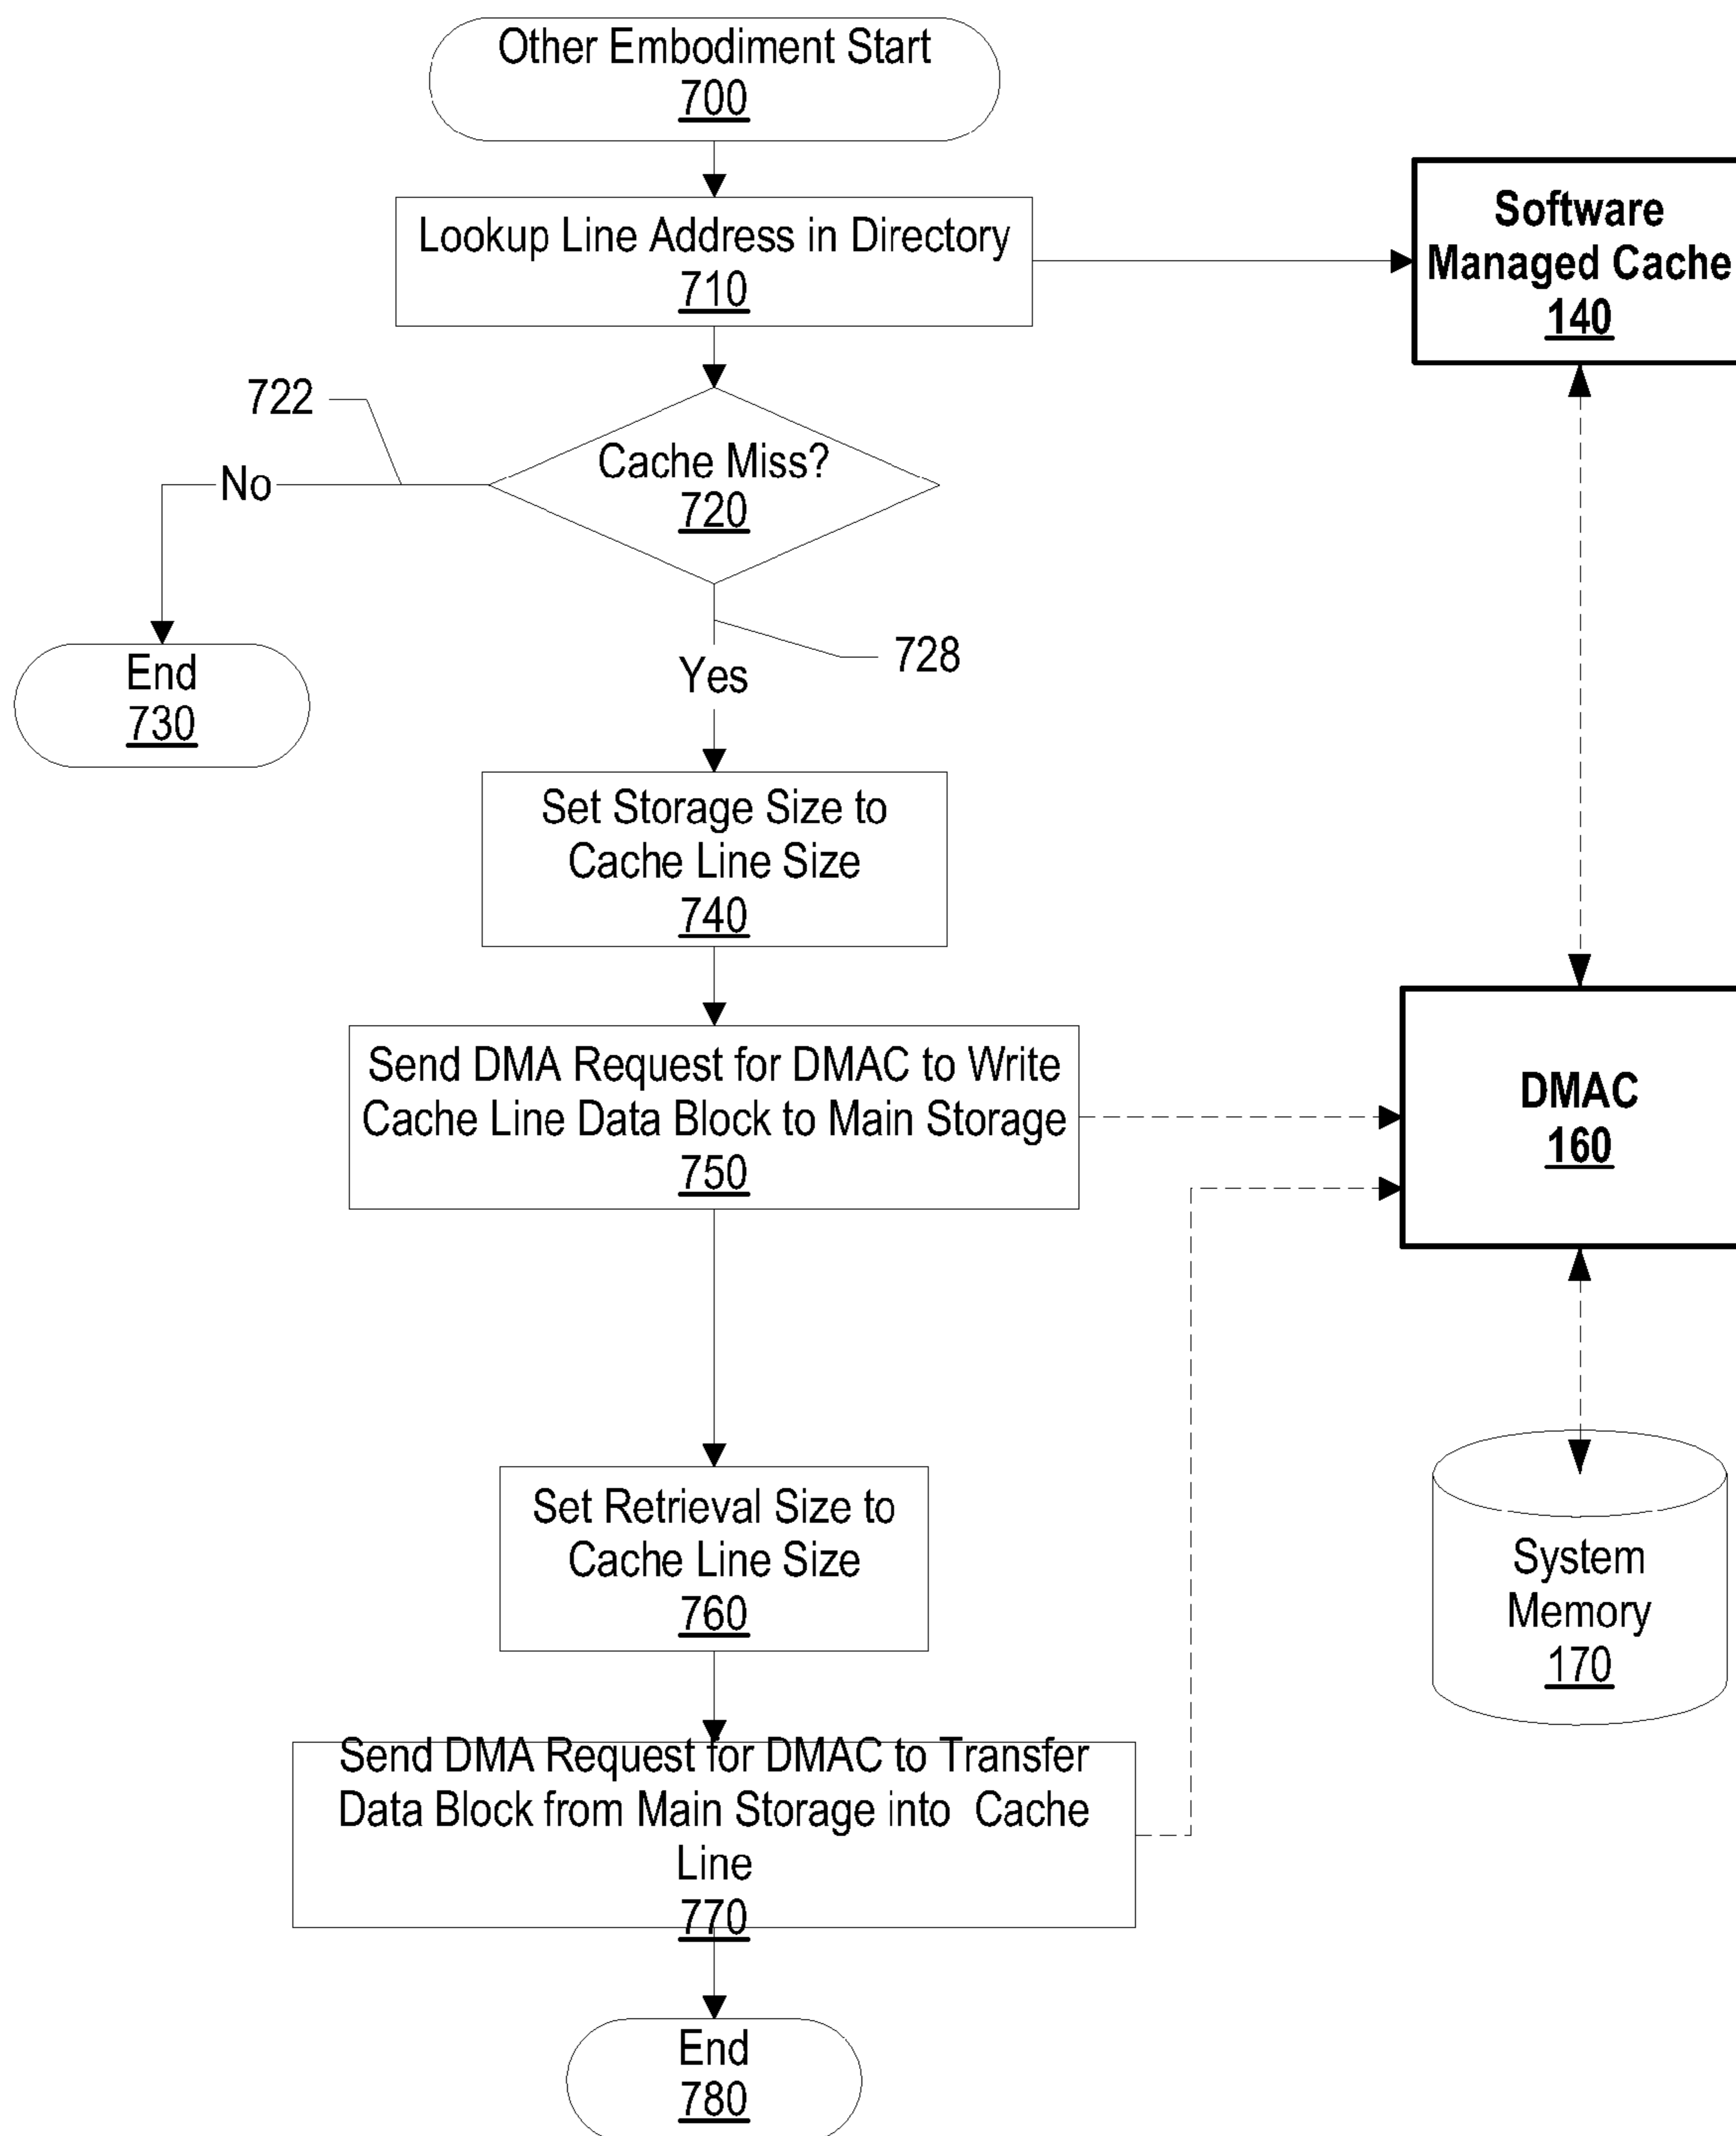 Other Embodiment Start
700
Lookup Line Address in Directory
710
Software
Managed Cache
140
722
Cache Miss?
720
No
728
Yes
End
730
Set Storage Size to
Cache Line Size
740
Send DMA Request for DMAC to Write
Cache Line Data Block to Main Storage
750
DMAC
160
Set Retrieval Size to
Cache Line Size
760
System
Memory
170
Send DMA Request for DMAC to Transfer
Data Block from Main Storage into Cache
Line
770
End
780